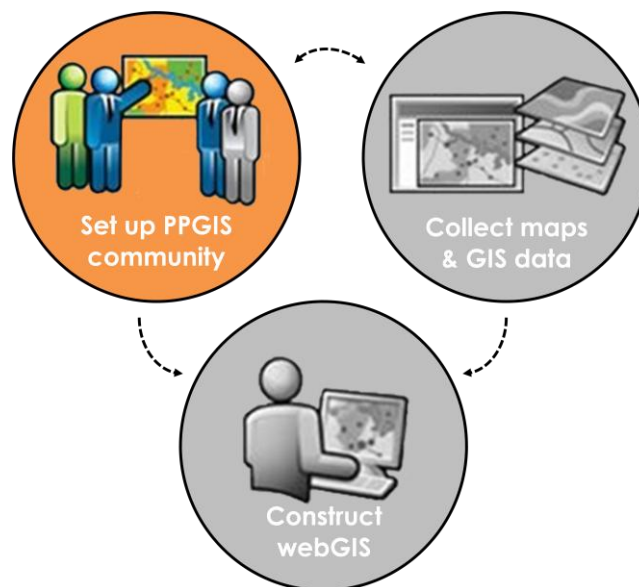 Set up PPGIS
community
Collect maps
& GIS data
Construct
webGIS